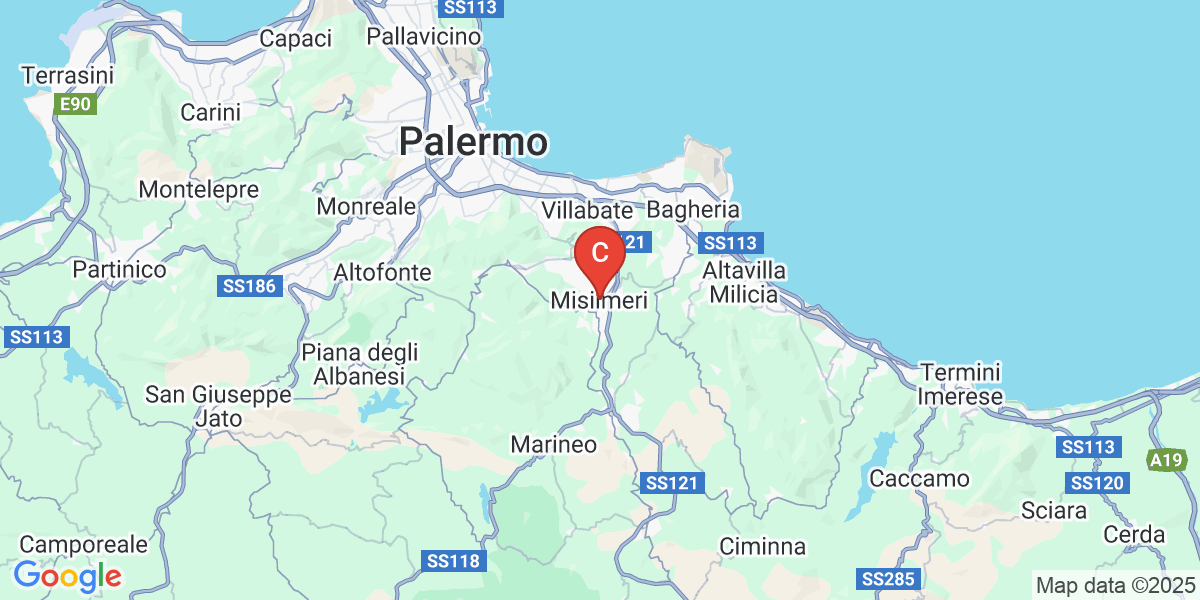 SS113
Capaci
Pallavicino
Terrasini
E90
Carini
Palermo
Montelepre
Monreale
Villabate
Bagheria
21
SS113
C
Partinico
Altofonte
Altavilla
Milicia
SS186
Misilmeri
SS113
Piana degli
Albanesi
San Giuseppe
Jato
Termini
Imerese
Marineo
SS113
A19
SS121
Caccamo
SS120
Sciara
Cerda
Camporeale
Ciminna
SS118
SS285
Google
Map data ©2025